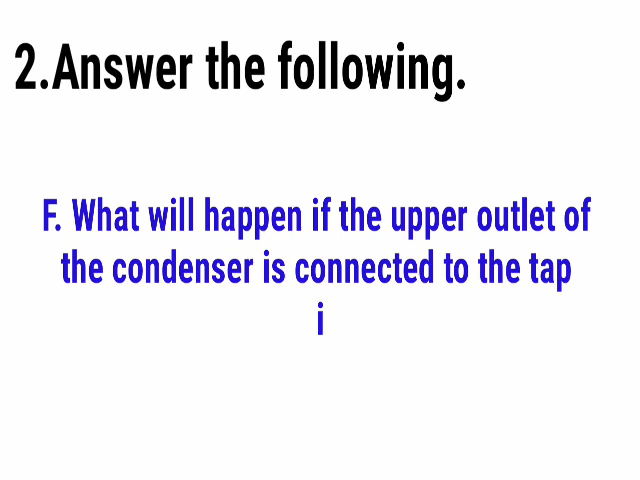 2.Answer the following.
F. What will happen if the upper outlet of
the condenser is connected to the tap
i